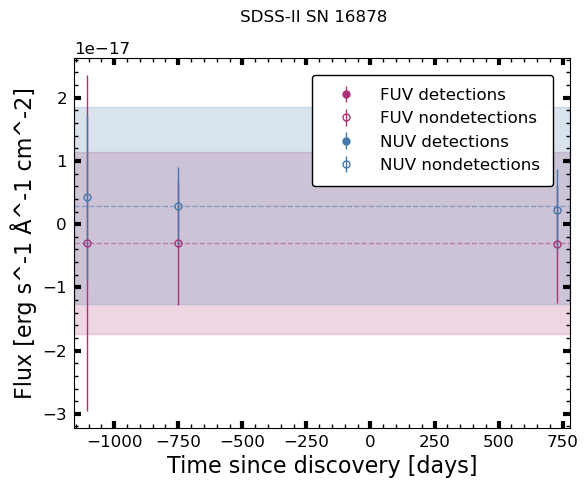 SDSS-II SN 16878
1e−17
FUV detections
FUV nondetections
NUV detections
NUV nondetections
2
1
0
−1
−2
−3
Flux [erg s^-1 Å^-1 cm^-2]
−1000 −750 −500 −250 0 250 500 750
Time since discovery [days]